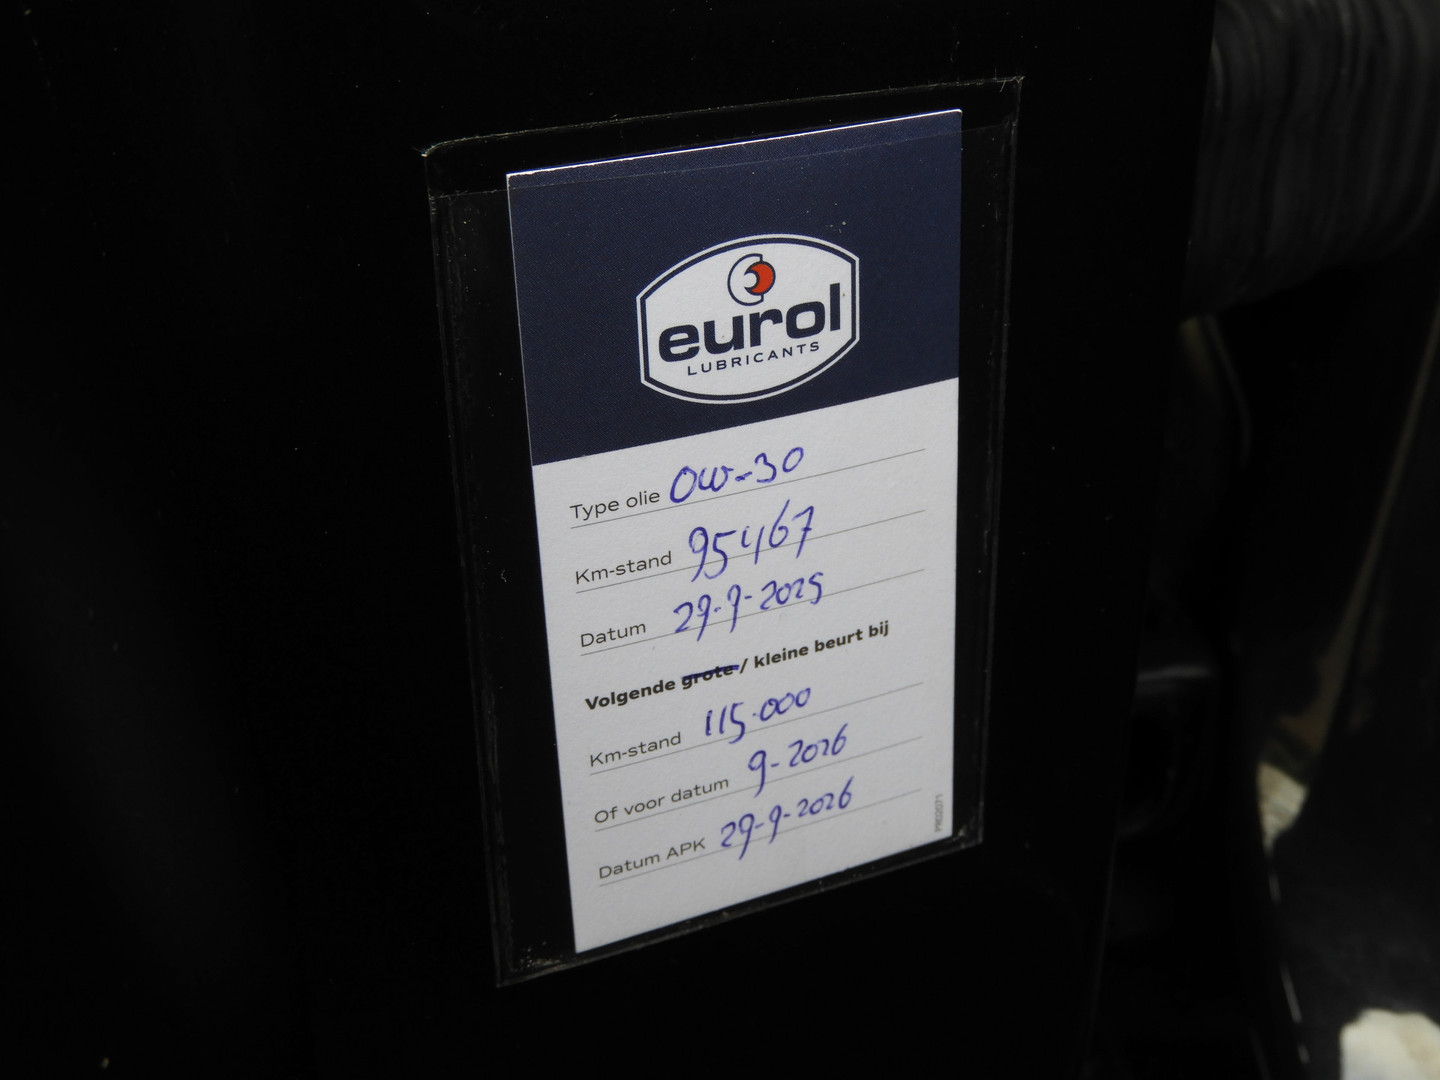 eurol
LUBRICANTS
Type olie 0W-30
Km-stand 95467
Datum 29-9-2025
Volgende grote / kleine beurt bij
Km-stand 115.000
Of voor datum 9-2026
Datum APK 29-9-2026